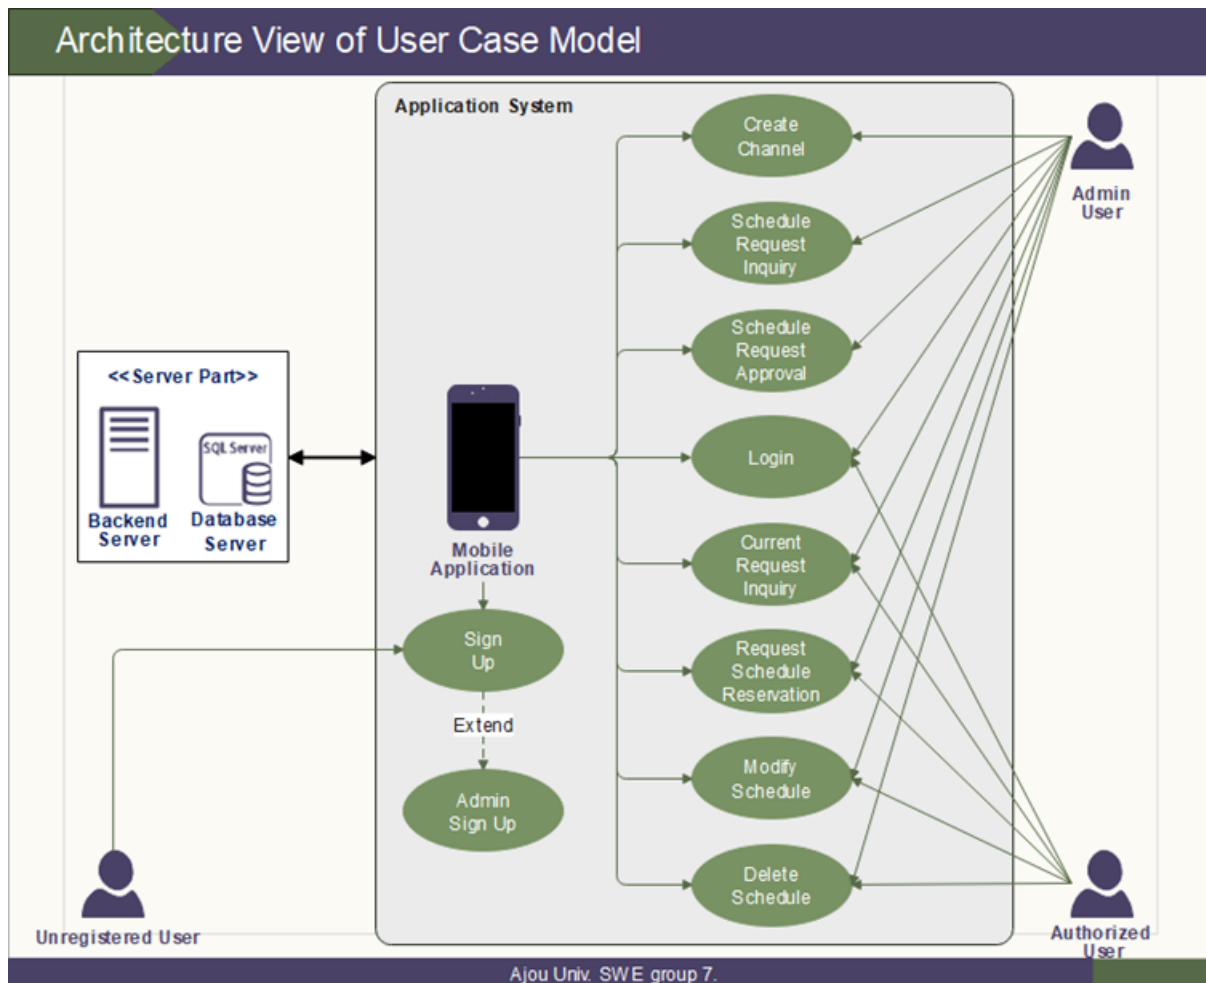 Architecture View of User Case Model
Application System
Create
Channel
Schedule
Request
Inquiry
Schedule
Request
Approval
Login
Current
Request
Inquiry
Request
Schedule
Reservation
Modify
Schedule
Delete
Schedule
Admin
User
<<Server Part>>
SQL Server
Backend
Server
Database
Server
Mobile
Application
Sign
Up
Extend
Admin
Sign Up
Unregistered User
Authorized
User
Ajou Univ. SWE group 7.